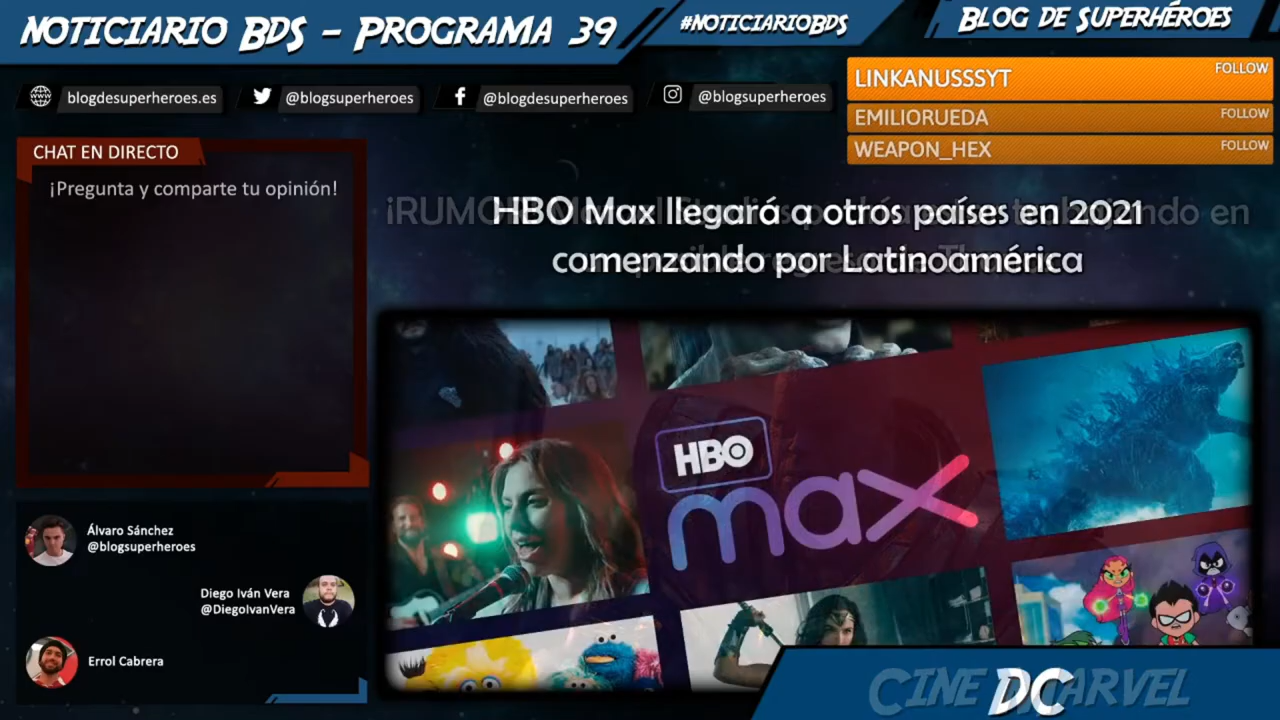 NOTICIARIO BDS - PROGRAMA 39
#NOTICIARIOBDS
BLOG DE SUPERHÉROES
blogdesuperheroes.es
@blogsuperheroes
@blogdesuperheroes
@blogsuperheroes
LINKANUSSSYT FOLLOW
EMILIORUEDA FOLLOW
WEAPON_HEX FOLLOW
CHAT EN DIRECTO
¡Pregunta y comparte tu opinión!
HBO Max llegará a otros países en 2021
comenzando por Latinoamérica
HBO
max
Álvaro Sánchez
@blogsuperheroes
Diego Iván Vera
@DiegoIvanVera
Errol Cabrera
CINE MARVEL
DC